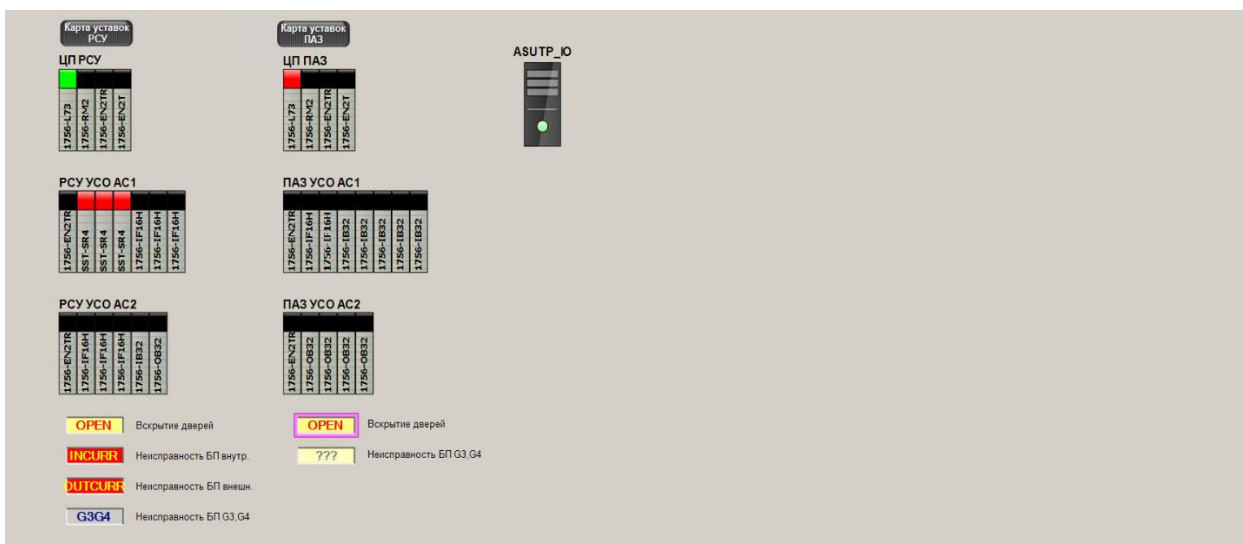 Карта уставок
РСУ
Карта уставок
ПАЗ
ASUTP_IO
ЦП РСУ
1756-L73
1756-RM2
1756-EN2TR
1756-EN2T
ЦП ПАЗ
1756-L73
1756-RM2
1756-EN2TR
1756-EN2T
РСУ УСО АС1
1756-EN2TR
SST-SR4
SST-SR4
SST-SR4
1756-IF16H
1756-IF16H
1756-IF16H
ПАЗ УСО АС1
1756-EN2TR
1756-IF16H
1756-IF16H
1756-IB32
1756-IB32
1756-IB32
1756-IB32
1756-IB32
РСУ УСО АС2
1756-EN2TR
1756-IF16H
1756-IF16H
1756-IF16H
1756-IB32
1756-OB32
ПАЗ УСО АС2
1756-EN2TR
1756-OB32
1756-OB32
1756-OB32
1756-OB32
OPEN Вскрытие дверей
INCURR Неисправность БП внутр.
OUTCURR Неисправность БП внешн.
G3G4 Неисправность БП G3,G4
OPEN Вскрытие дверей
??? Неисправность БП G3,G4